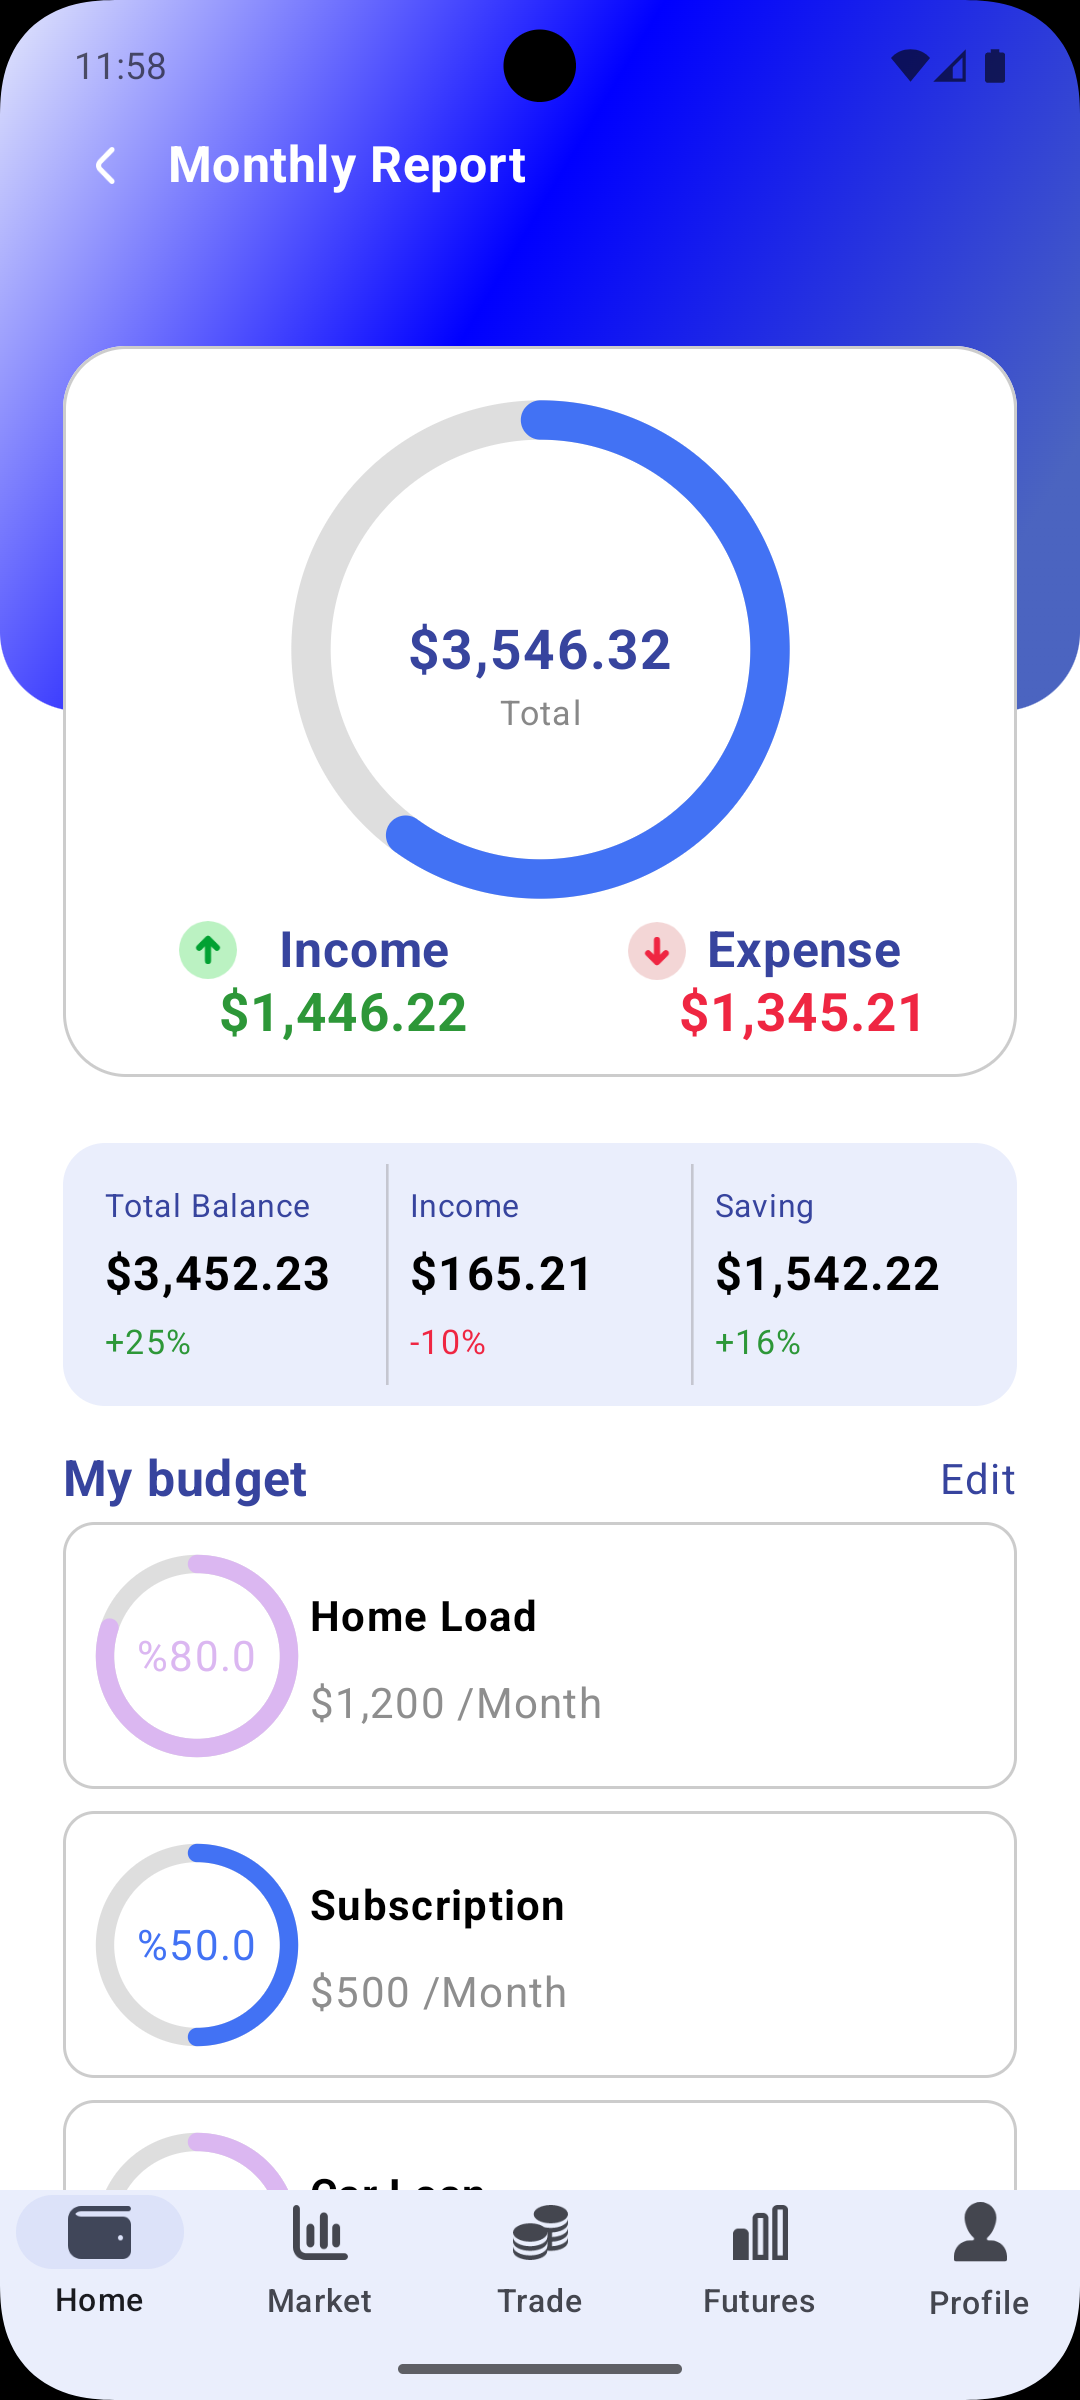 11:58
Monthly Report
$3,546.32
Total
Income
Expense
$1,446.22
$1,345.21
Total Balance
Income
Saving
$3,452.23
$165.21
$1,542.22
+25%
-10%
+16%
My budget
Edit
%80.0
Home Load
$1,200 /Month
%50.0
Subscription
$500 /Month
Car Loan
Home
Market
Trade
Futures
Profile